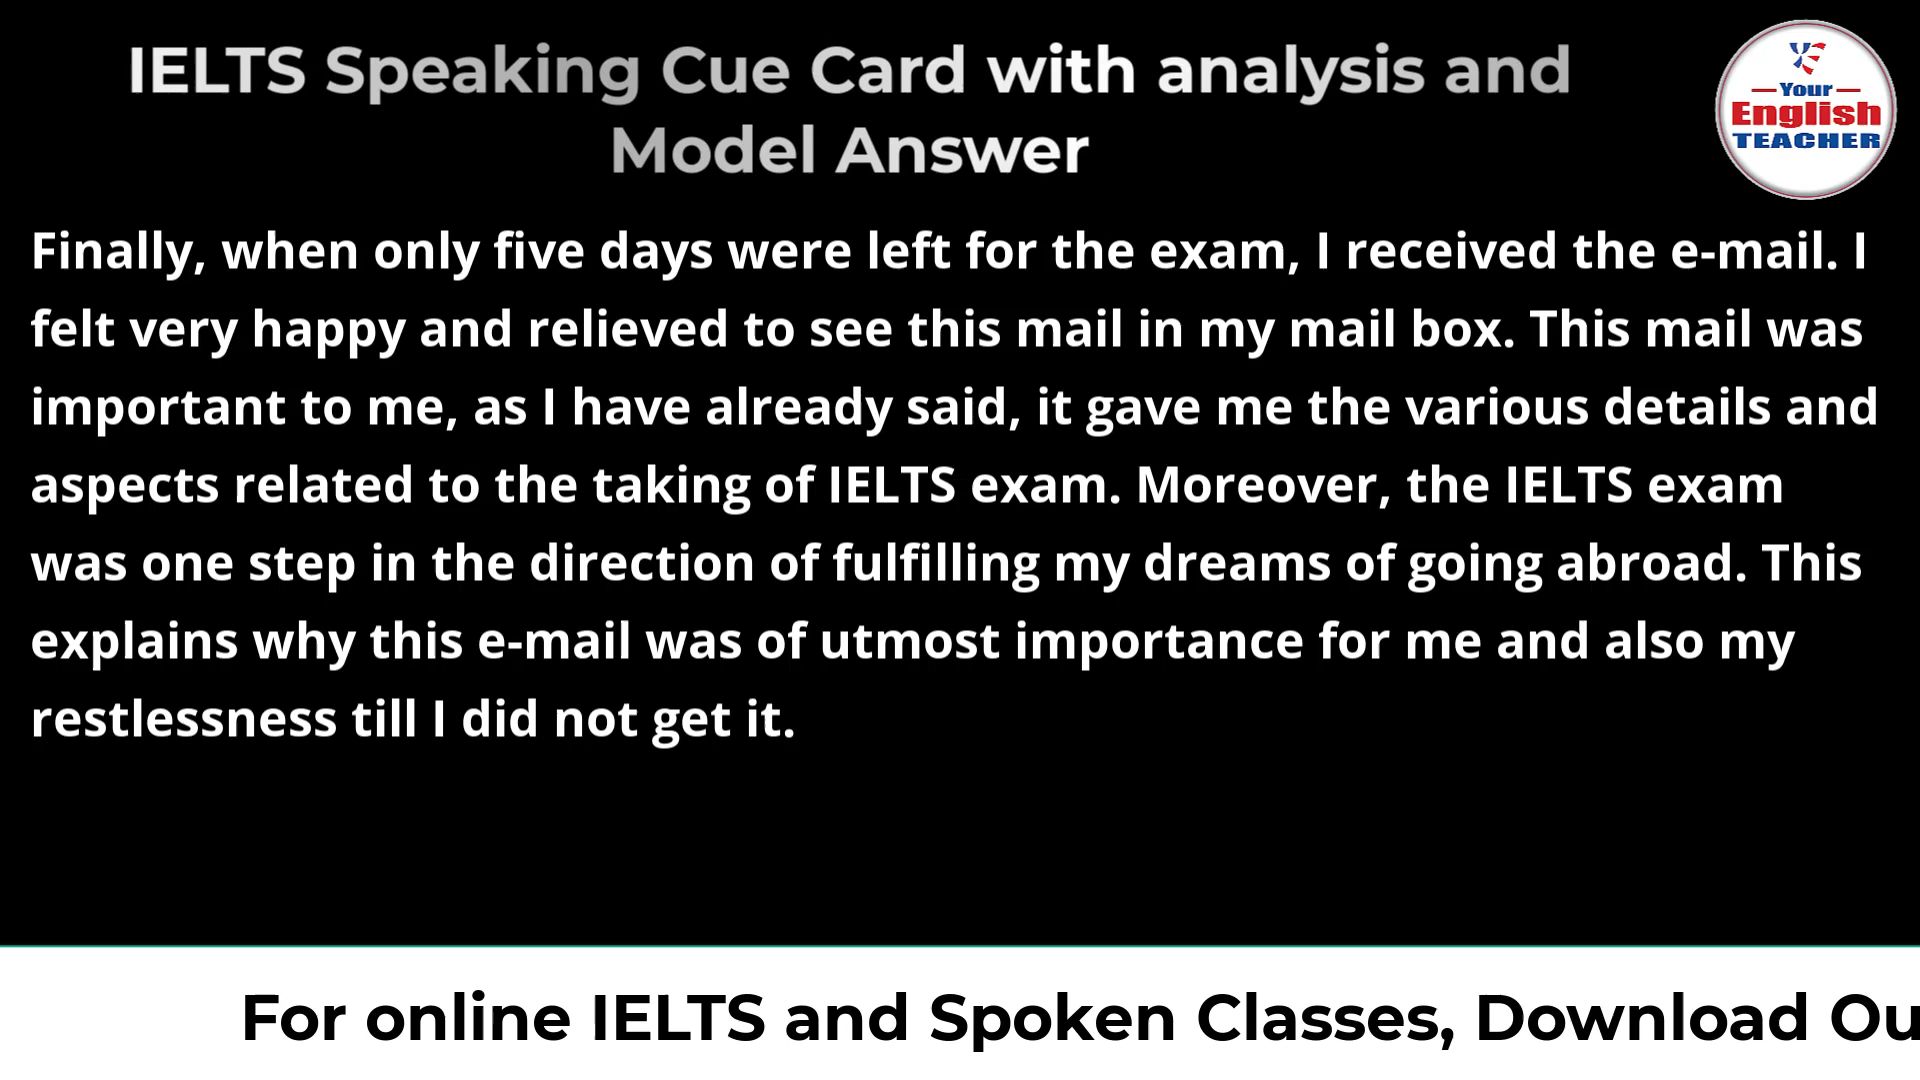 IELTS Speaking Cue Card with analysis and
Model Answer
Your
English
TEACHER
Finally, when only five days were left for the exam, I received the e-mail. I
felt very happy and relieved to see this mail in my mail box. This mail was
important to me, as I have already said, it gave me the various details and
aspects related to the taking of IELTS exam. Moreover, the IELTS exam
was one step in the direction of fulfilling my dreams of going abroad. This
explains why this e-mail was of utmost importance for me and also my
restlessness till I did not get it.
For online IELTS and Spoken Classes, Download Ou